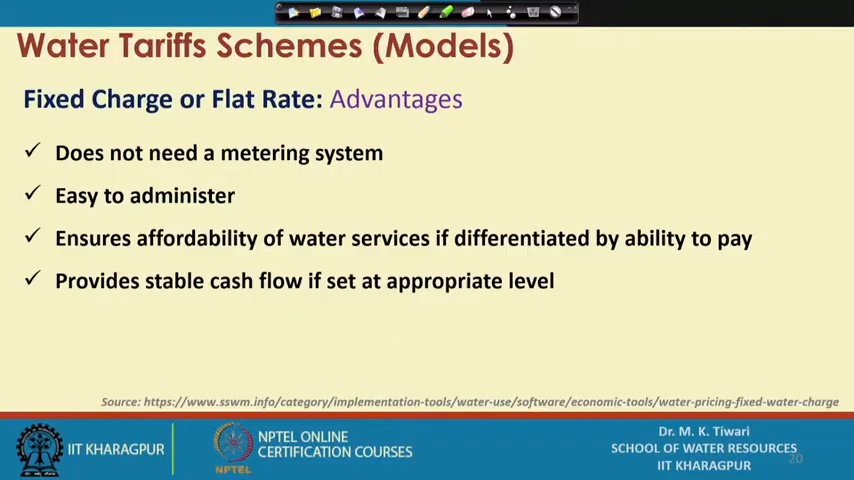 Water Tariffs Schemes (Models)
Fixed Charge or Flat Rate: Advantages
✓ Does not need a metering system
✓ Easy to administer
✓ Ensures affordability of water services if differentiated by ability to pay
✓ Provides stable cash flow if set at appropriate level
Source: https://www.sswm.info/category/implementation-tools/water-use/software/economic-tools/water-pricing-fixed-water-charge
IIT KHARAGPUR
NPTEL
NPTEL ONLINE
CERTIFICATION COURSES
Dr. M. K. Tiwari
SCHOOL OF WATER RESOURCES
IIT KHARAGPUR
20